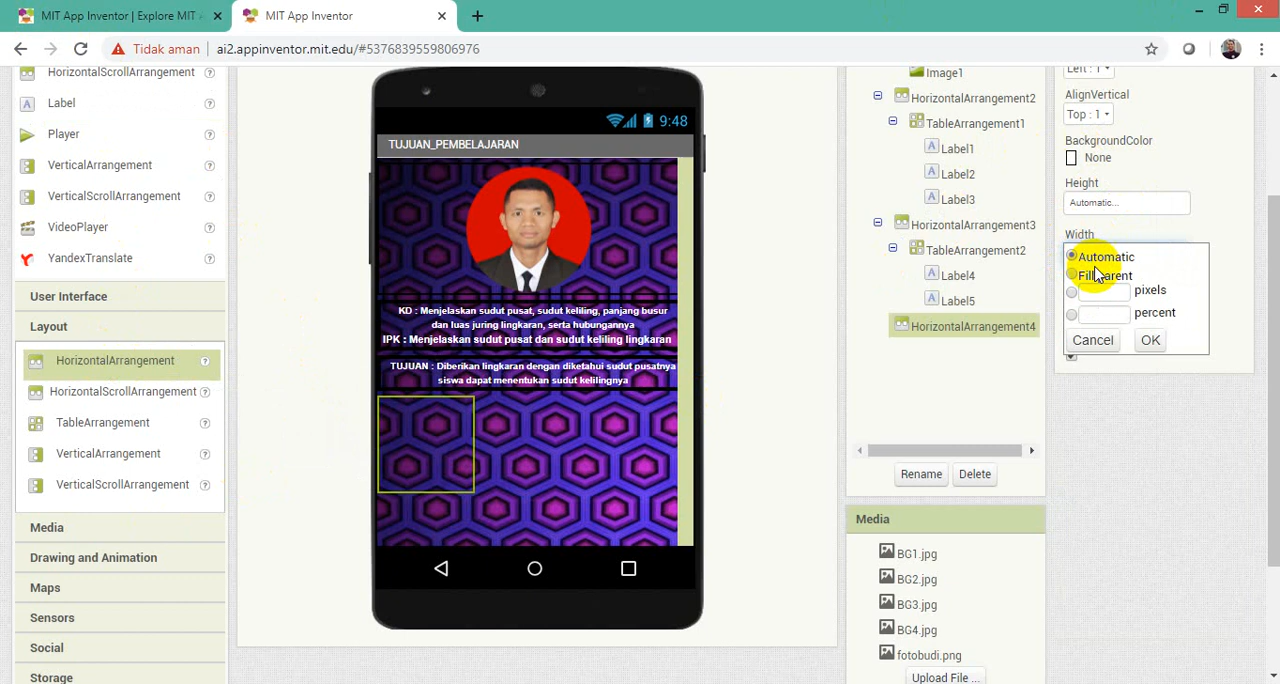 MIT App Inventor | Explore MIT
MIT App Inventor
Tidak aman
ai2.appinventor.mit.edu/#5376839559806976
HorizontalScrollArrangement
Label
Player
VerticalArrangement
VerticalScrollArrangement
VideoPlayer
YandexTranslate
User Interface
Layout
HorizontalArrangement
HorizontalScrollArrangement
TableArrangement
VerticalArrangement
VerticalScrollArrangement
Media
Drawing and Animation
Maps
Sensors
Social
Storage
9:48
TUJUAN_PEMBELAJARAN
KD : Menjelaskan sudut pusat, sudut keliling, panjang busur
dan luas juring lingkaran, serta hubungannya
IPK : Menjelaskan sudut pusat dan sudut keliling lingkaran
TUJUAN : Diberikan lingkaran dengan diketahui sudut pusatnya
siswa dapat menentukan sudut kelilingnya
Image1
HorizontalArrangement2
TableArrangement1
Label1
Label2
Label3
HorizontalArrangement3
TableArrangement2
Label4
Label5
HorizontalArrangement4
Rename
Delete
Media
BG1.jpg
BG2.jpg
BG3.jpg
BG4.jpg
fotobudi.png
Upload File ...
Left : 1
AlignVertical
Top : 1
BackgroundColor
None
Height
Automatic...
Width
Automatic
Fill parent
pixels
percent
Cancel
OK